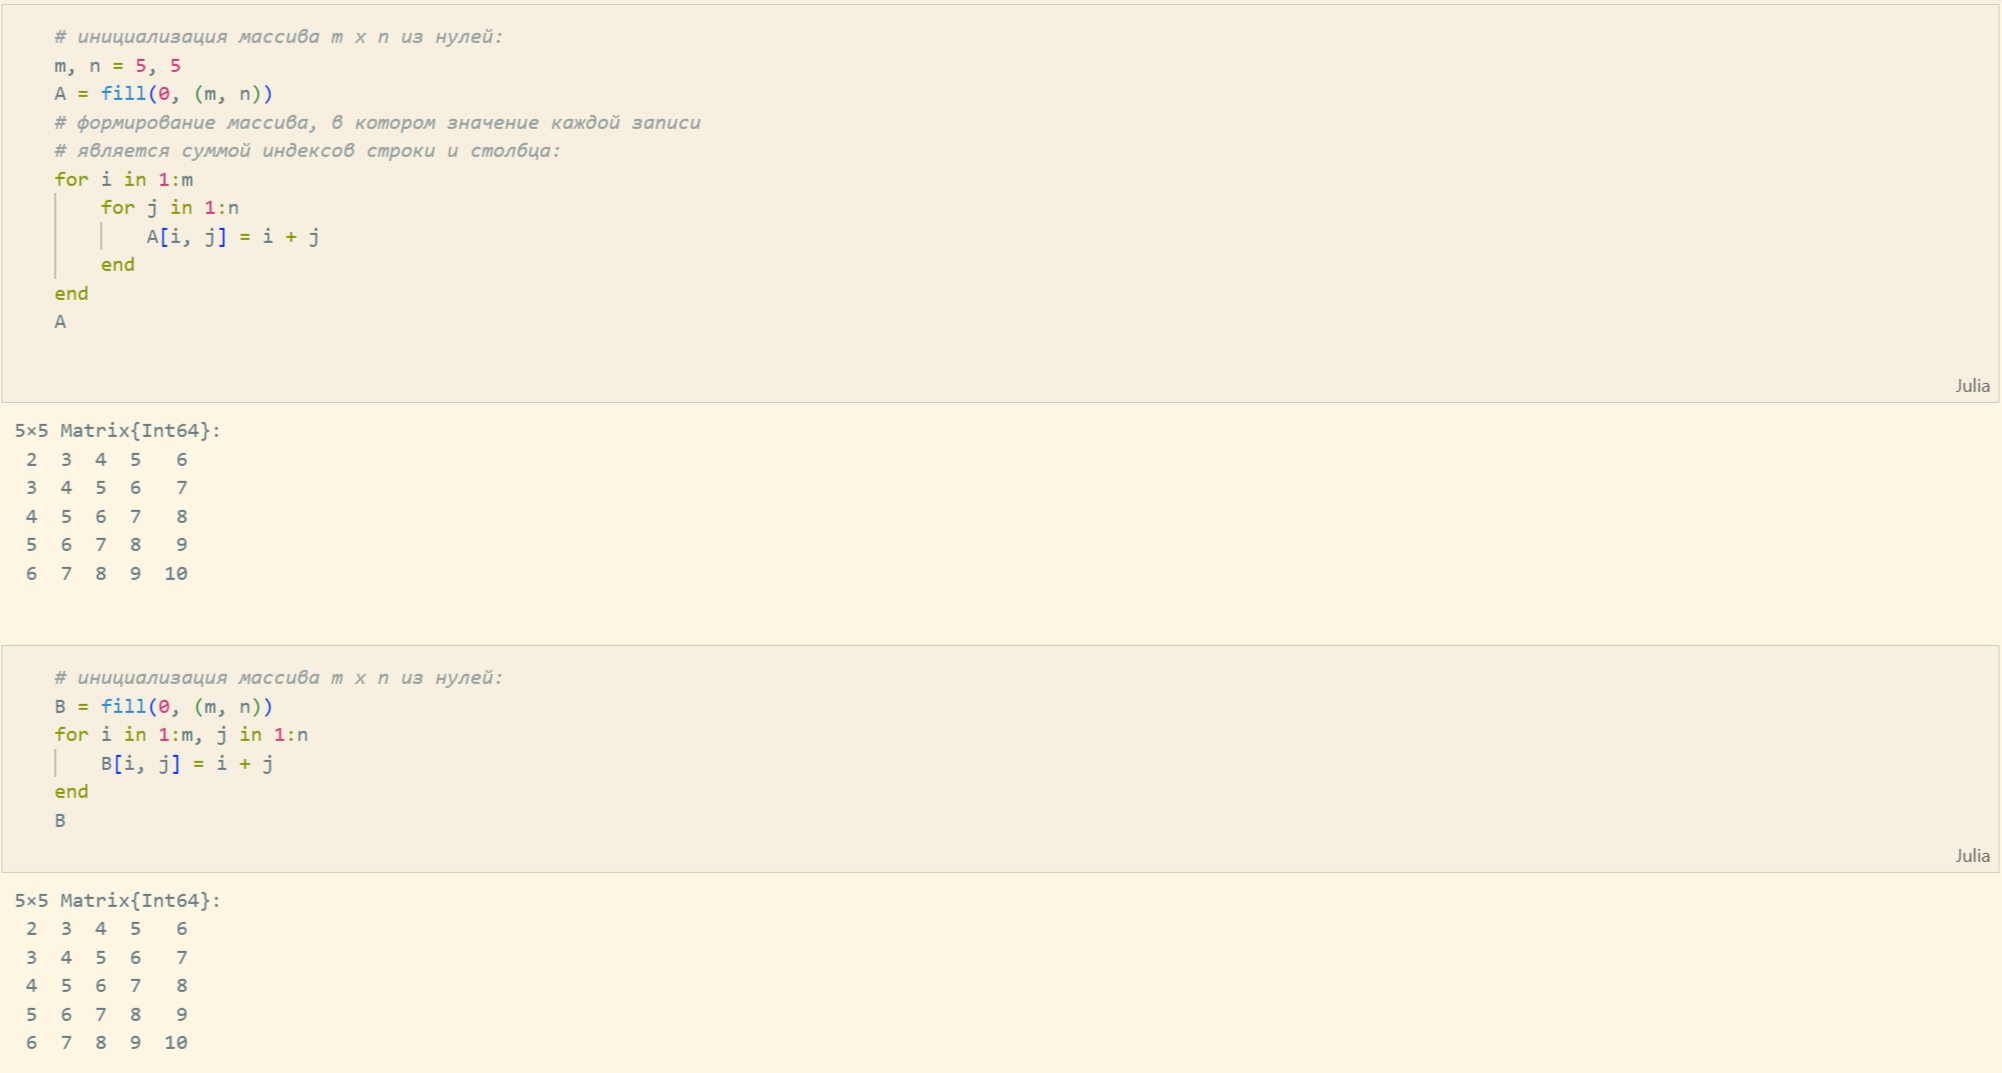 # инициализация массива m x n из нулей:
m, n = 5, 5
A = fill(0, (m, n))
# формирование массива, в котором значение каждой записи
# является суммой индексов строки и столбца:
for i in 1:m
    for j in 1:n
        A[i, j] = i + j
    end
end
A
Julia
5×5 Matrix{Int64}:
 2  3  4  5   6
 3  4  5  6   7
 4  5  6  7   8
 5  6  7  8   9
 6  7  8  9  10
# инициализация массива m x n из нулей:
B = fill(0, (m, n))
for i in 1:m, j in 1:n
    B[i, j] = i + j
end
B
Julia
5×5 Matrix{Int64}:
 2  3  4  5   6
 3  4  5  6   7
 4  5  6  7   8
 5  6  7  8   9
 6  7  8  9  10